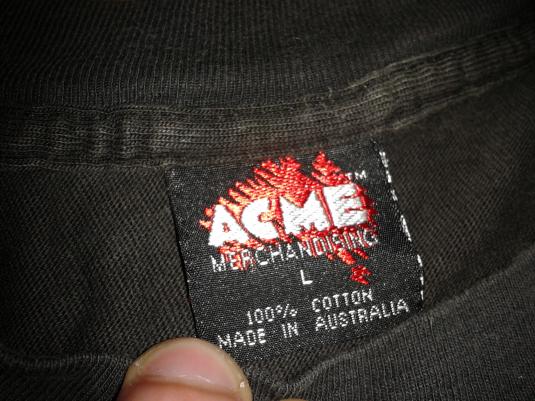 ACME™
MERCHANDISING
L
100% COTTON
MADE IN AUSTRALIA